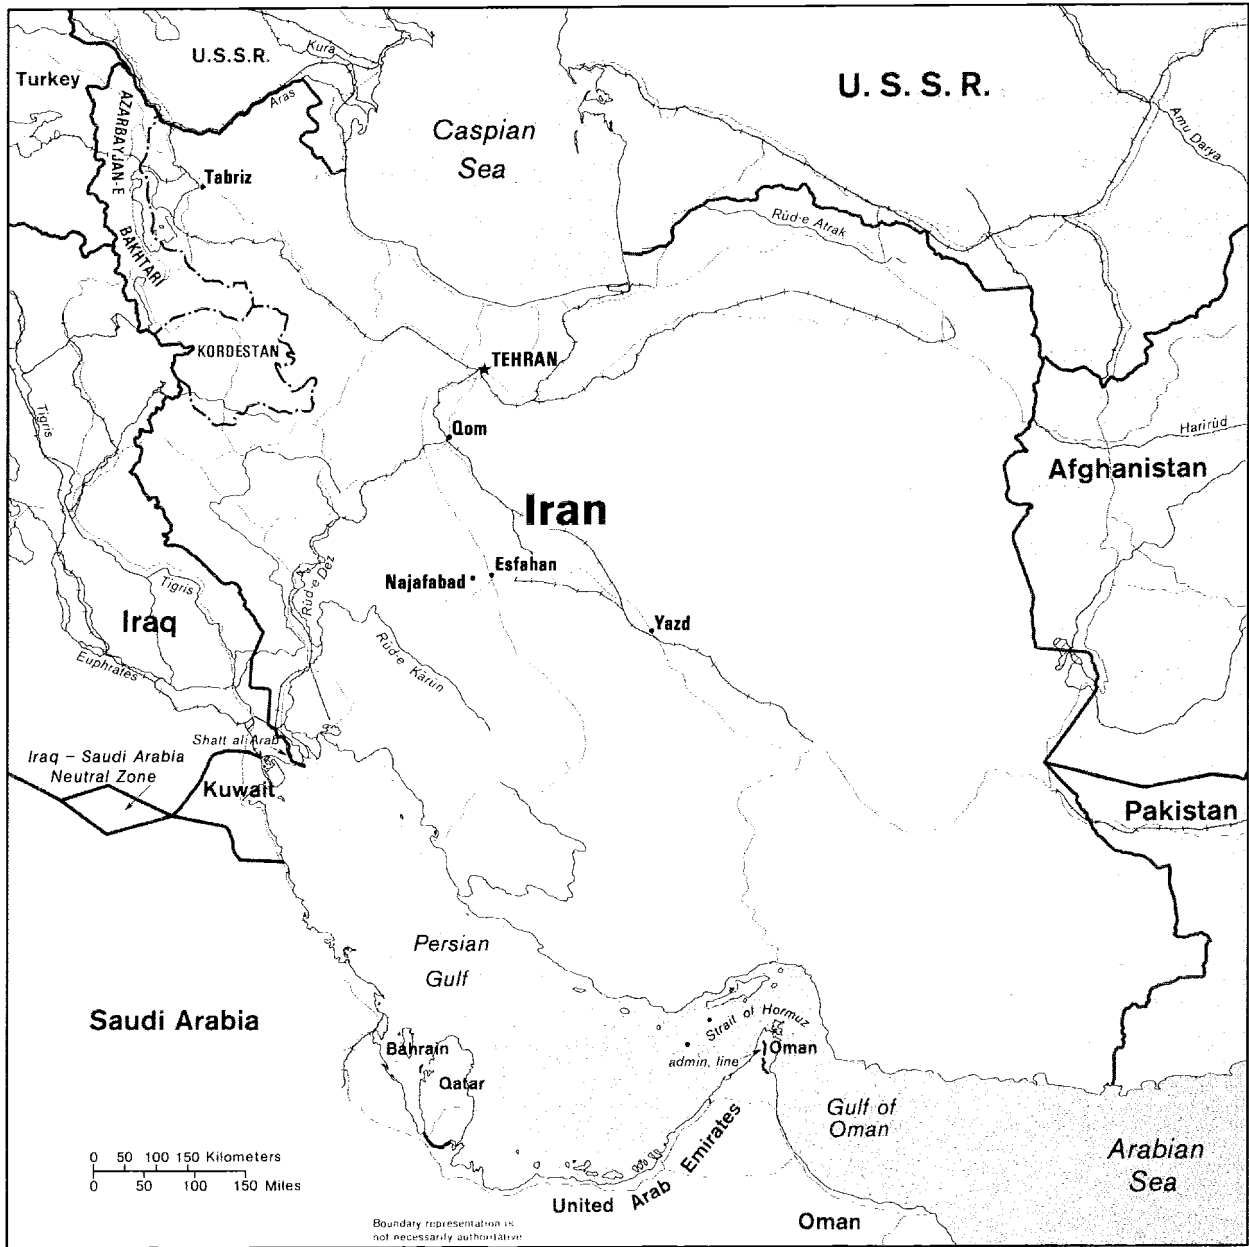 U.S.S.R.
Kura
Turkey
U. S. S. R.
Aras
AZARBAYJAN-E
BAKHTARI
Caspian
Sea
Amu Darya
Tabriz
Rūd-e Atrak
KORDESTAN
TEHRAN
Tigris
Qom
Harirūd
Afghanistan
Iran
Esfahan
Najafabad
Rūd-e Dez
Tigris
Iraq
Yazd
Rūd-e Kārūn
Euphrates
Shatt al Arab
Iraq – Saudi Arabia
Neutral Zone
Kuwait
Pakistan
Persian
Gulf
Saudi Arabia
Strait of Hormuz
Bahrain
Oman
admin. line
Qatar
Gulf of
Oman
Arabian
Sea
0 50 100 150 Kilometers
0 50 100 150 Miles
United Arab Emirates
Oman
Boundary representation is
not necessarily authoritative